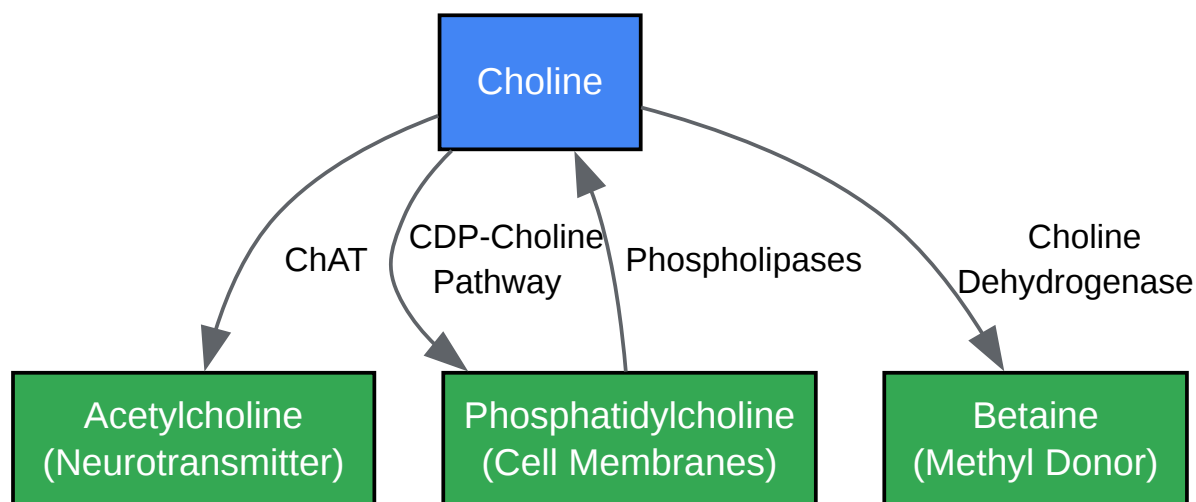 Choline
ChAT
CDP-Choline
Pathway
Phospholipases
Choline
Dehydrogenase
Acetylcholine
(Neurotransmitter)
Phosphatidylcholine
(Cell Membranes)
Betaine
(Methyl Donor)